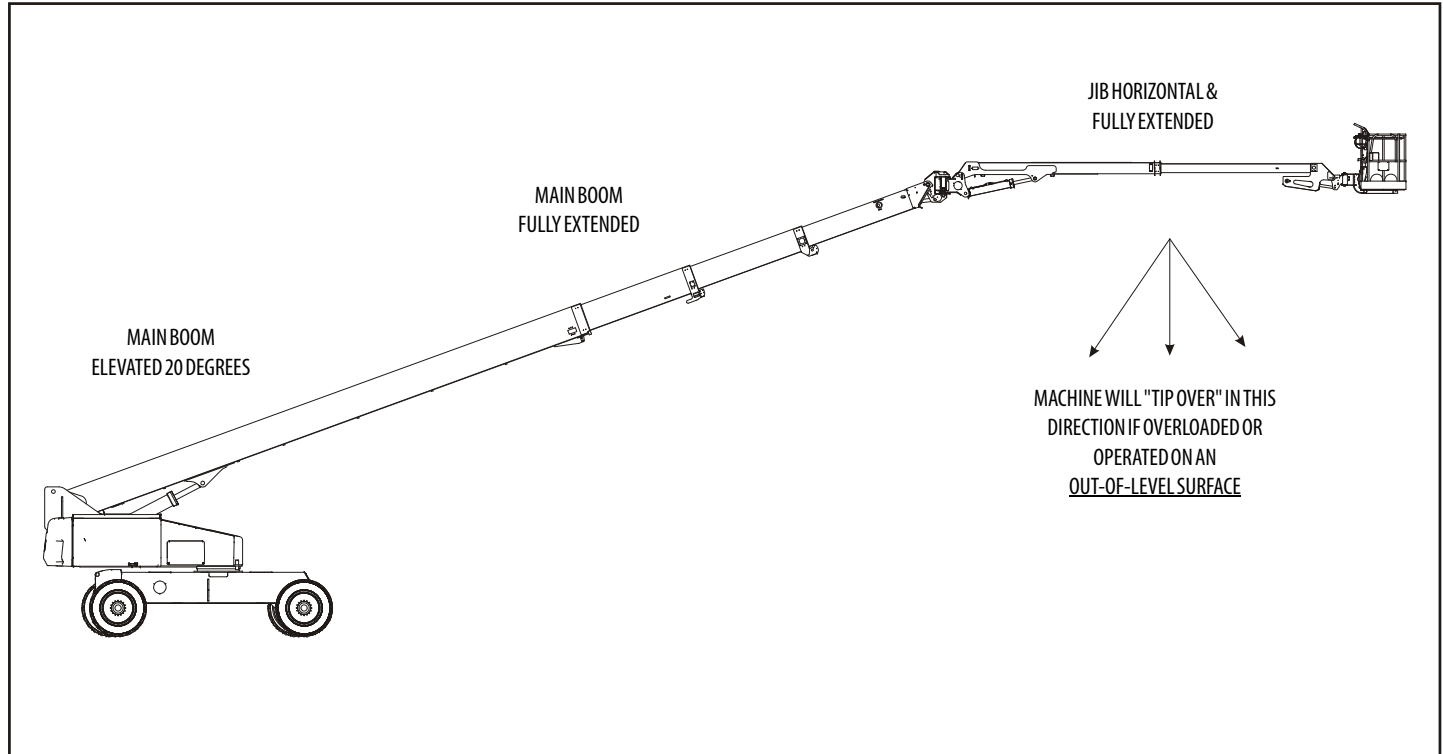 JIB HORIZONTAL &
FULLY EXTENDED
MAIN BOOM
FULLY EXTENDED
MAIN BOOM
ELEVATED 20 DEGREES
MACHINE WILL "TIP OVER" IN THIS
DIRECTION IF OVERLOADED OR
OPERATED ON AN
OUT-OF-LEVEL SURFACE